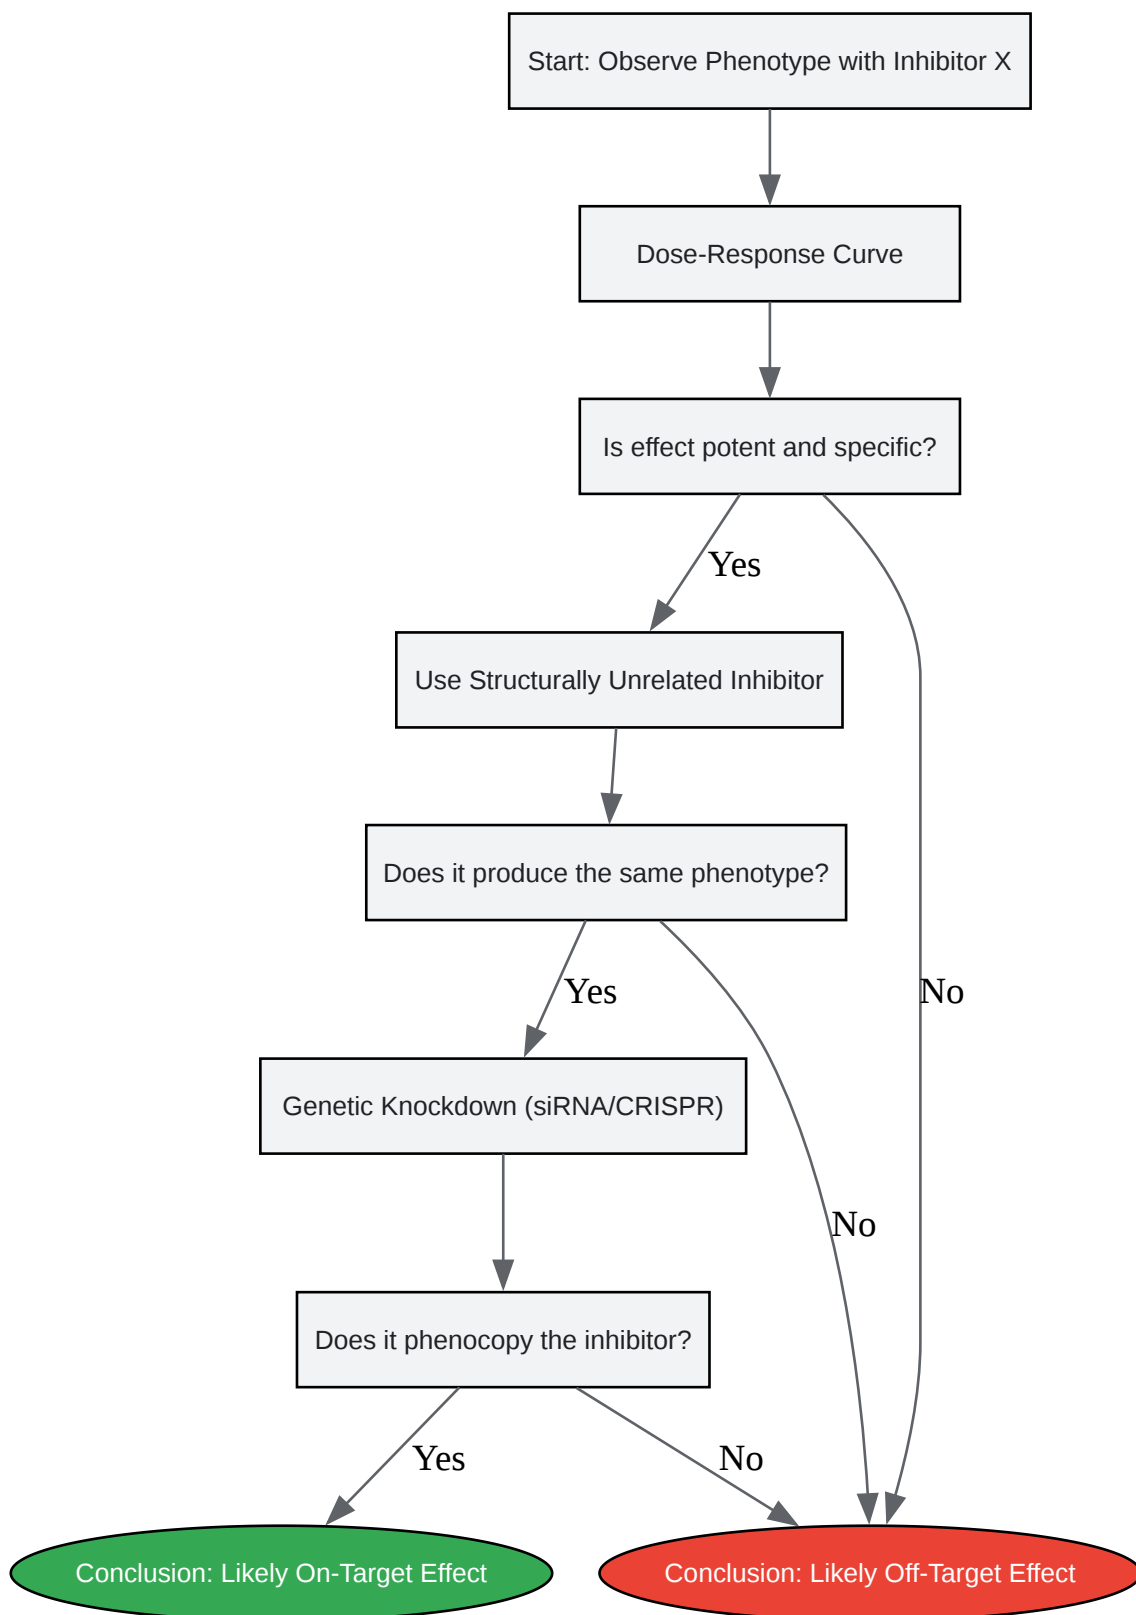 Start: Observe Phenotype with Inhibitor X
Dose-Response Curve
Is effect potent and specific?
Yes
Use Structurally Unrelated Inhibitor
Does it produce the same phenotype?
Yes
No
Genetic Knockdown (siRNA/CRISPR)
No
Does it phenocopy the inhibitor?
Yes
No
Conclusion: Likely On-Target Effect
Conclusion: Likely Off-Target Effect